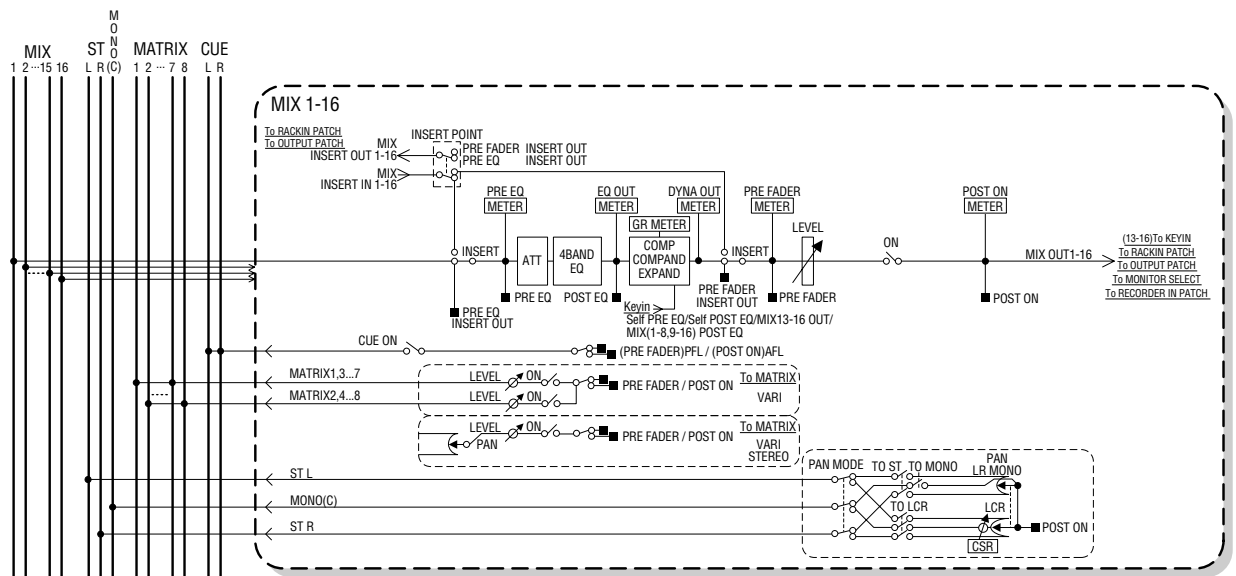 MIX
ST
MONO(C)
MATRIX
CUE
1 2 ··· 15 16
L R
1 2 ··· 7 8
L R
MIX 1-16
To RACKIN PATCH
To OUTPUT PATCH
MIX
INSERT OUT 1-16
MIX
INSERT IN 1-16
INSERT POINT
PRE FADER INSERT OUT
PRE EQ INSERT OUT
PRE EQ
METER
EQ OUT
METER
DYNA OUT
METER
PRE FADER
METER
POST ON
METER
GR METER
LEVEL
INSERT
ATT
4BAND
EQ
COMP
COMPAND
EXPAND
INSERT
ON
MIX OUT1-16
(13-16)To KEYIN
To RACKIN PATCH
To OUTPUT PATCH
To MONITOR SELECT
To RECORDER IN PATCH
PRE EQ
POST EQ
PRE FADER
INSERT OUT
PRE FADER
POST ON
PRE EQ
INSERT OUT
Keyin
Self PRE EQ/Self POST EQ/MIX13-16 OUT/
MIX(1-8,9-16) POST EQ
CUE ON
(PRE FADER)PFL / (POST ON)AFL
MATRIX1,3...7
LEVEL
ON
PRE FADER / POST ON
To MATRIX
MATRIX2,4...8
LEVEL
ON
VARI
LEVEL
ON
PAN
PRE FADER / POST ON
To MATRIX
VARI
STEREO
ST L
MONO(C)
ST R
PAN MODE
TO ST
TO MONO
PAN
LR MONO
TO LCR
LCR
POST ON
CSR